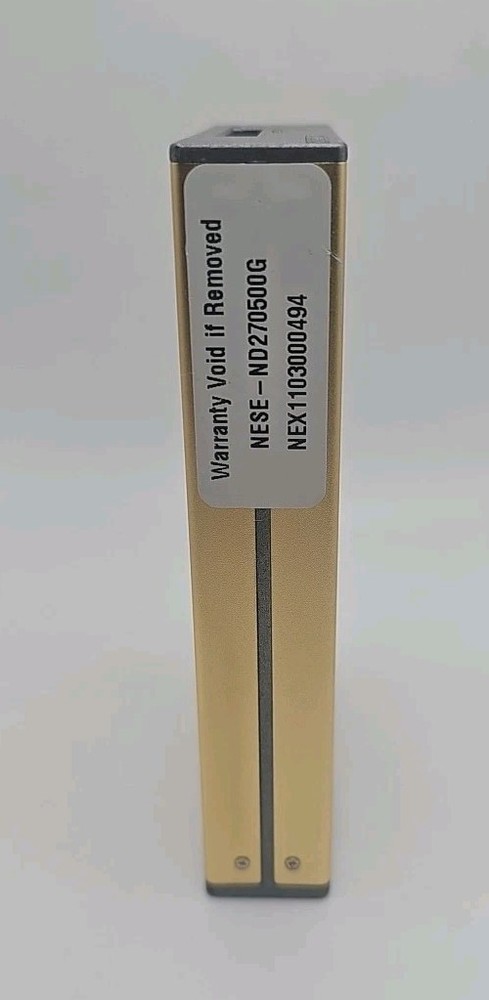 Warranty Void if Removed
NESE-ND270500G
NEX1103000494